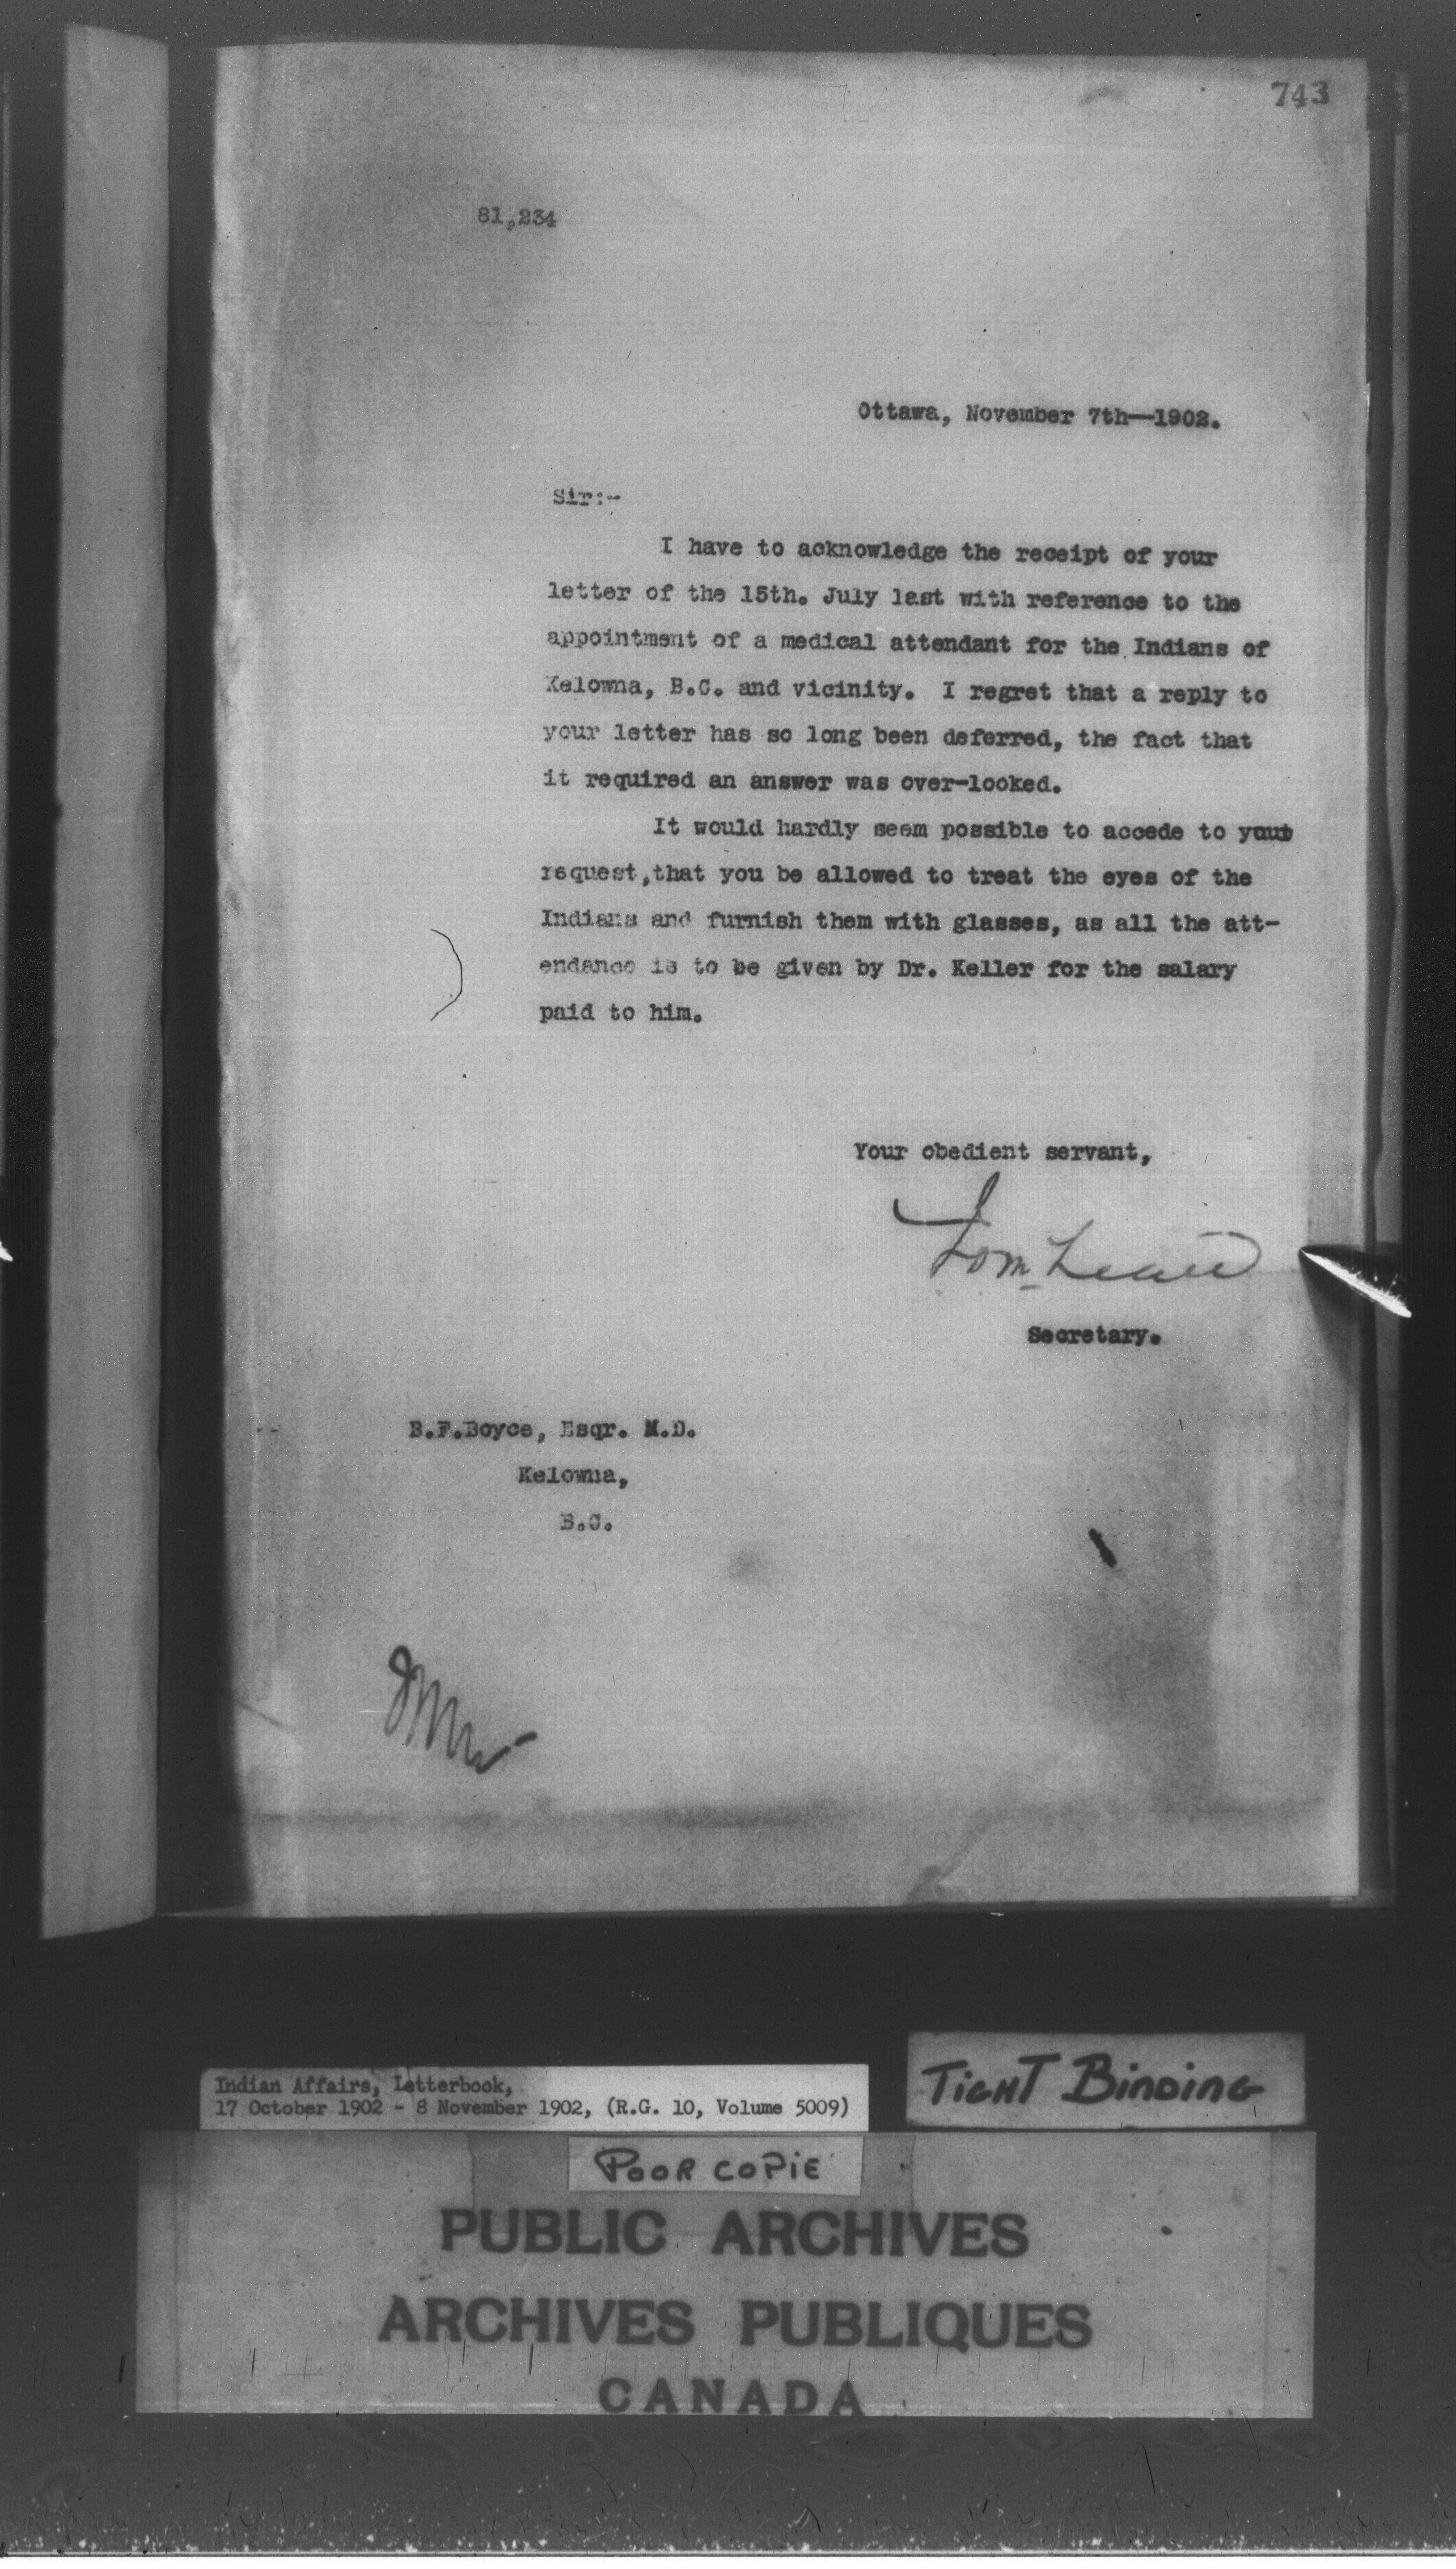 743
81,234
Ottawa, November 7th—1902.
Sir:-
I have to acknowledge the receipt of your
letter of the 15th. July last with reference to the
appointment of a medical attendant for the Indians of
Kelowna, B.C. and vicinity. I regret that a reply to
your letter has so long been deferred, the fact that
it required an answer was over-looked.
It would hardly seem possible to accede to your
request,that you be allowed to treat the eyes of the
Indians and furnish them with glasses, as all the att-
endance is to be given by Dr. Keller for the salary
paid to him.
Your obedient servant,
Secretary.
B.F.Boyce, Esqr. M.D.
Kelowna,
B.C.
Indian Affairs, Letterbook,
17 October 1902 - 8 November 1902, (R.G. 10, Volume 5009)
TIGHT BINDING
POOR COPIE
PUBLIC ARCHIVES
ARCHIVES PUBLIQUES
CANADA